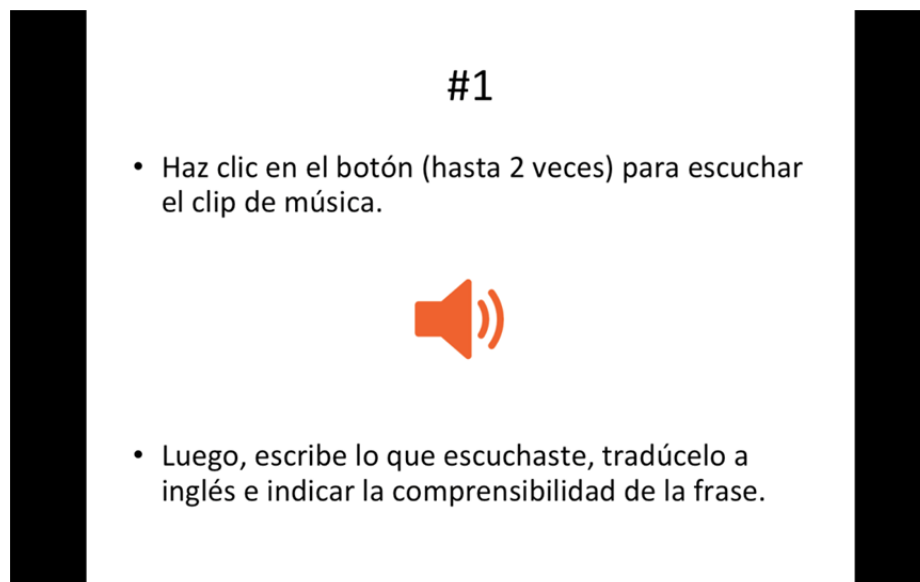 #1
• Haz clic en el botón (hasta 2 veces) para escuchar
el clip de música.
• Luego, escribe lo que escuchaste, tradúcelo a
inglés e indicar la comprensibilidad de la frase.